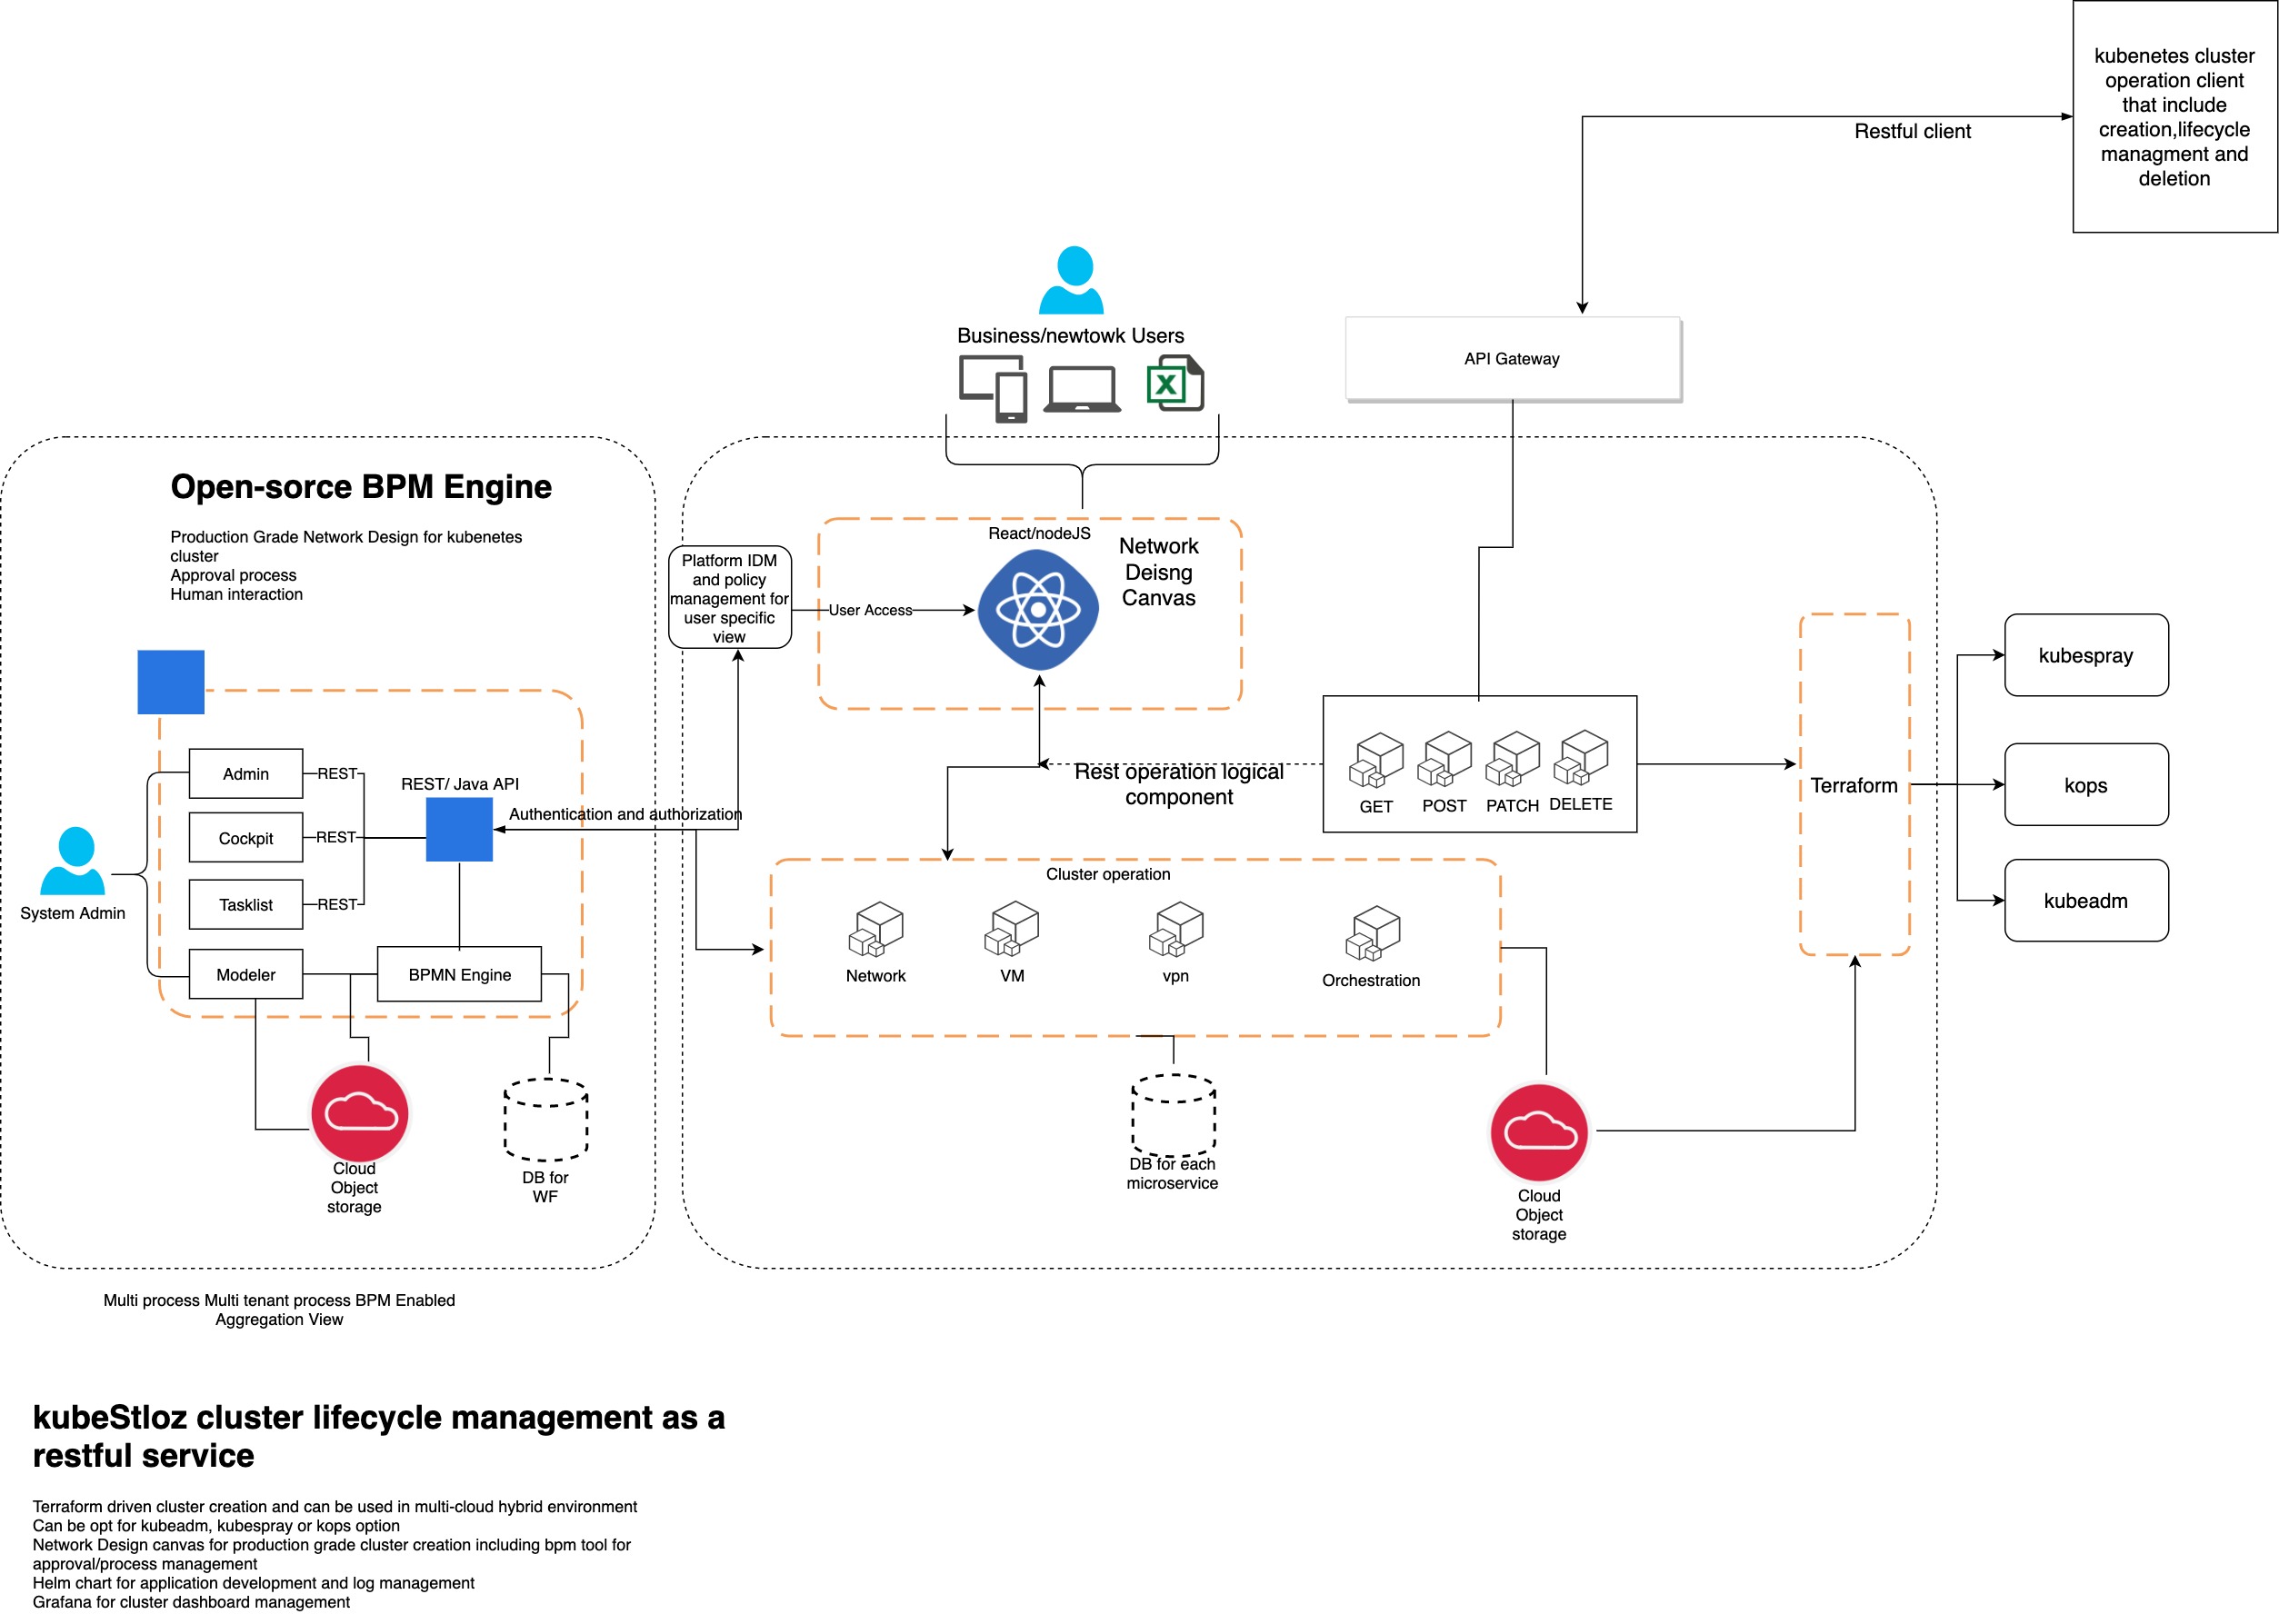 kubenetes cluster
operation client
that include
creation,lifecycle
managment and
deletion
Restful client
Business/newtowk Users
API Gateway
Open-sorce BPM Engine
Production Grade Network Design for kubenetes
cluster
Approval process
Human interaction
React/nodeJS
Network
Deisng
Canvas
Platform IDM
and policy
management for
user specific
view
User Access
kubespray
kops
kubeadm
Terraform
Rest operation logical
component
GET
POST
PATCH
DELETE
Admin
REST
REST/ Java API
Authentication and authorization
Cockpit
REST
Tasklist
REST
System Admin
Modeler
BPMN Engine
Cluster operation
Network
VM
vpn
Orchestration
Cloud
Object
storage
DB for
WF
DB for each
microservice
Cloud
Object
storage
Multi process Multi tenant process BPM Enabled
Aggregation View
kubeStloz cluster lifecycle management as a
restful service
Terraform driven cluster creation and can be used in multi-cloud hybrid environment
Can be opt for kubeadm, kubespray or kops option
Network Design canvas for production grade cluster creation including bpm tool for
approval/process management
Helm chart for application development and log management
Grafana for cluster dashboard management